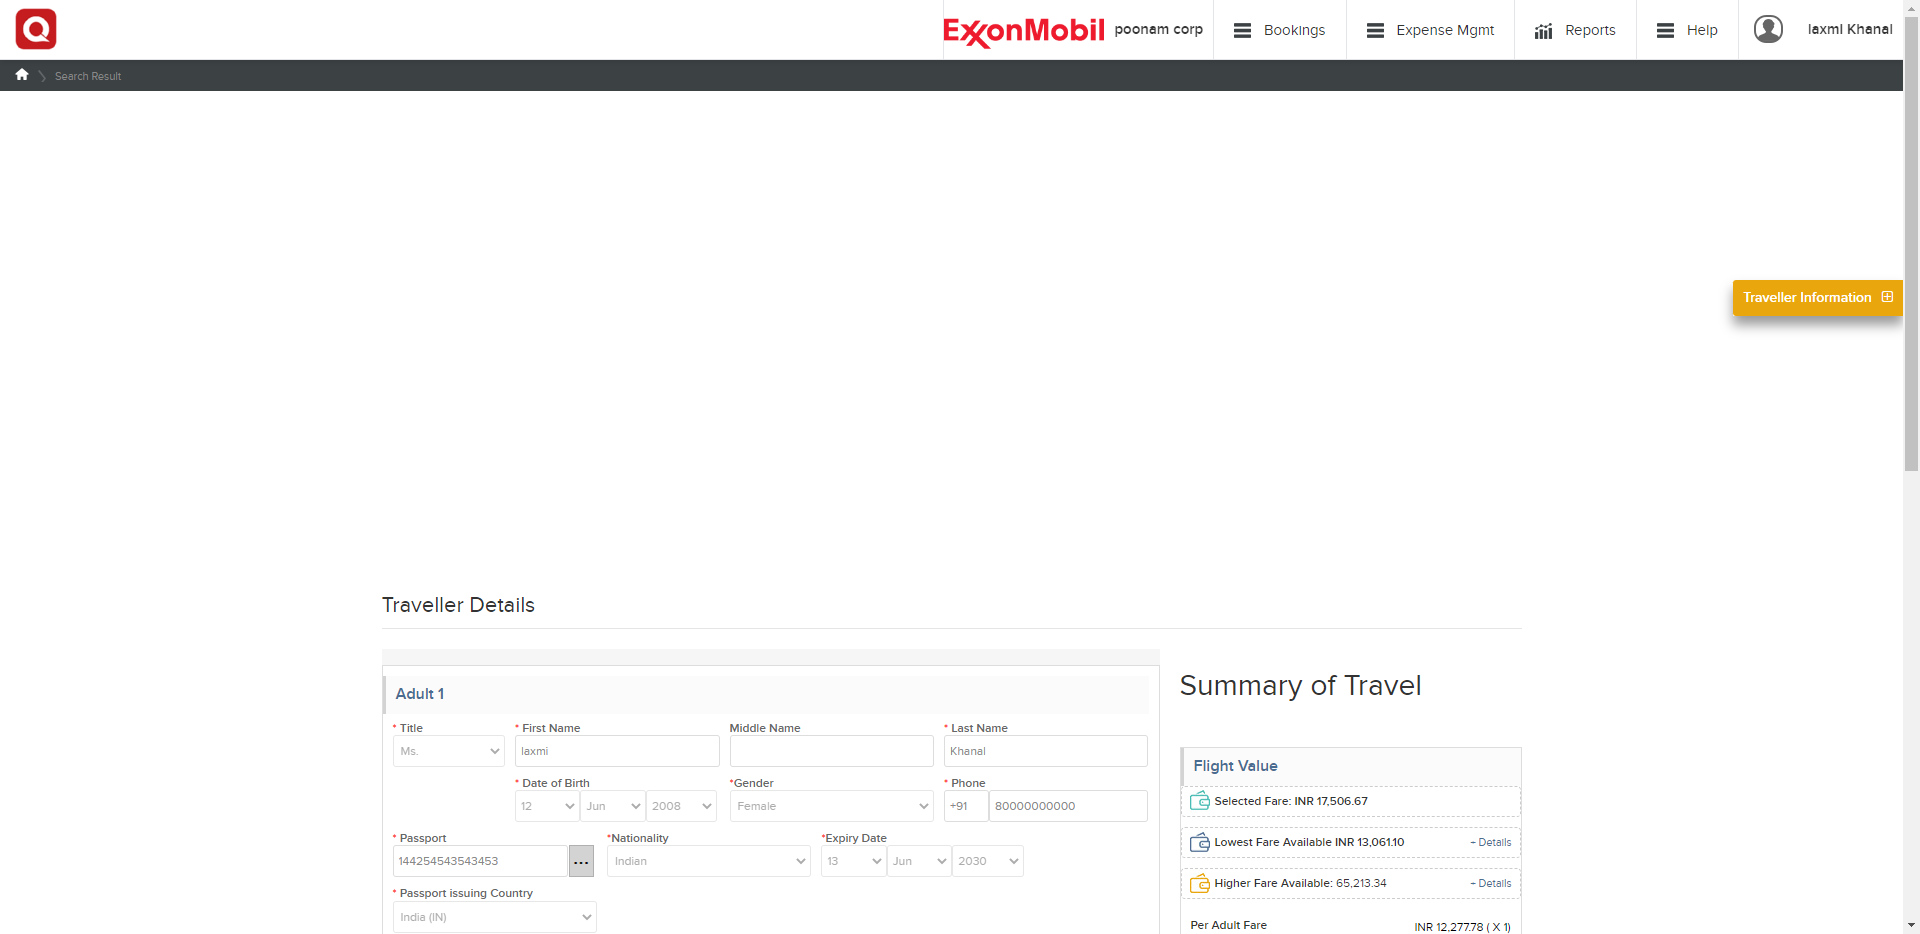 Q
ExxonMobil poonam corp Bookings Expense Mgmt Reports Help laxmi Khanal
Search Result
Traveller Information
Traveller Details
Adult 1
* Title * First Name Middle Name * Last Name
Ms. laxmi Khanal
* Date of Birth *Gender * Phone
12 Jun 2008 Female +91 80000000000
* Passport *Nationality *Expiry Date
144254543543453 ... Indian 13 Jun 2030
* Passport issuing Country
India (IN)
Summary of Travel
Flight Value
Selected Fare: INR 17,506.67
Lowest Fare Available INR 13,061.10 + Details
Higher Fare Available: 65,213.34 + Details
Per Adult Fare INR 12,277.78 ( X 1)